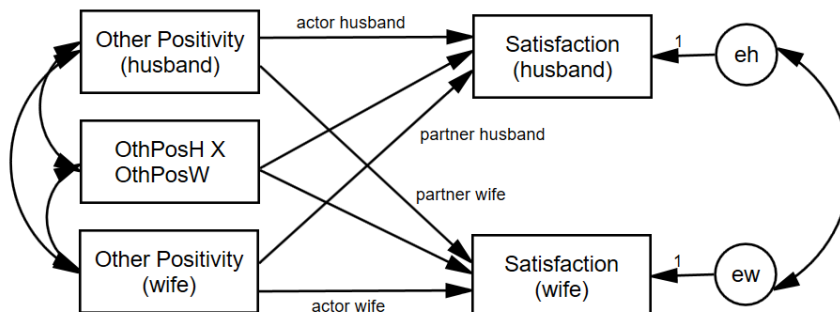 Other Positivity
(husband)
actor husband
Satisfaction
(husband)
1
eh
OthPosH X
OthPosW
partner husband
partner wife
Other Positivity
(wife)
actor wife
Satisfaction
(wife)
1
ew